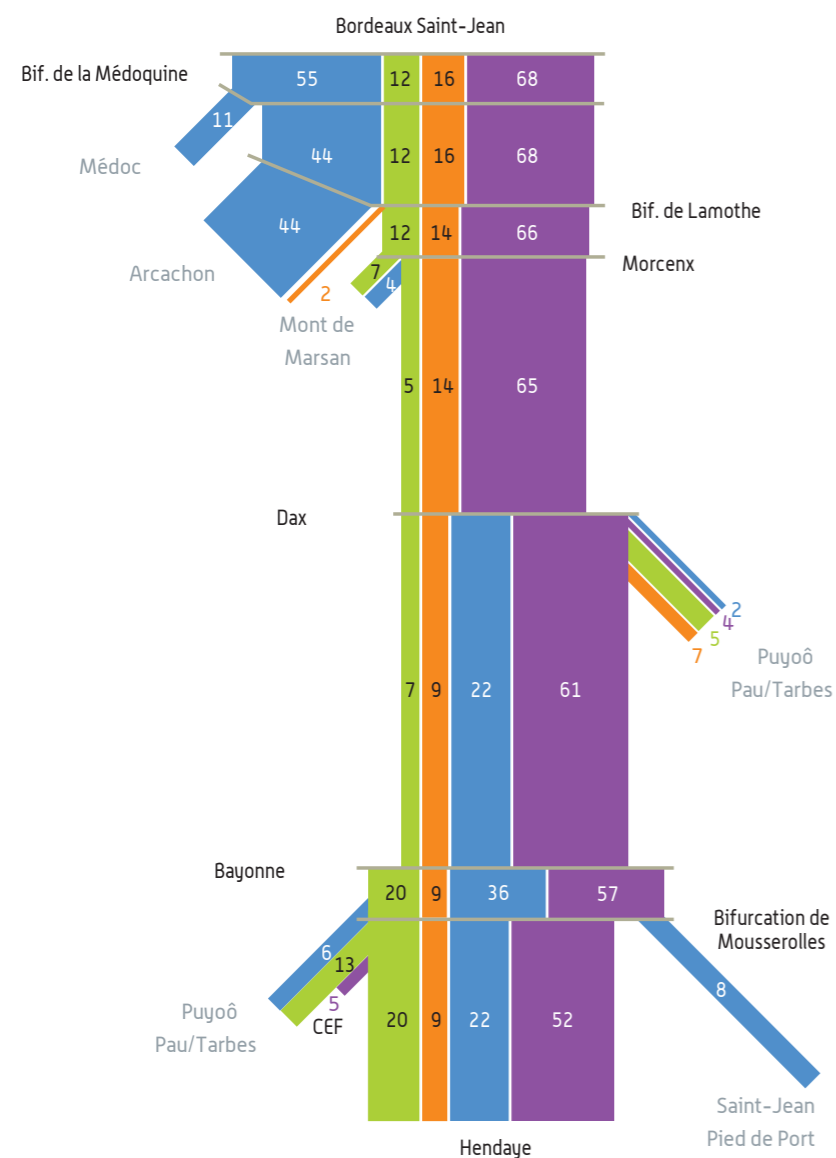 Bordeaux Saint-Jean
Bif. de la Médoquine
55 12 16 68
11
Médoc
44 12 16 68
Bif. de Lamothe
44
12 14 66
Arcachon
Morcenx
7
4
2
Mont de
Marsan
5 14 65
Dax
2
4
5
7
Puyoô
Pau/Tarbes
7 9 22 61
Bayonne
20 9 36 57
Bifurcation de
Mousserolles
6
13
5
CEF
8
Puyoô
Pau/Tarbes
20 9 22 52
Saint-Jean
Pied de Port
Hendaye